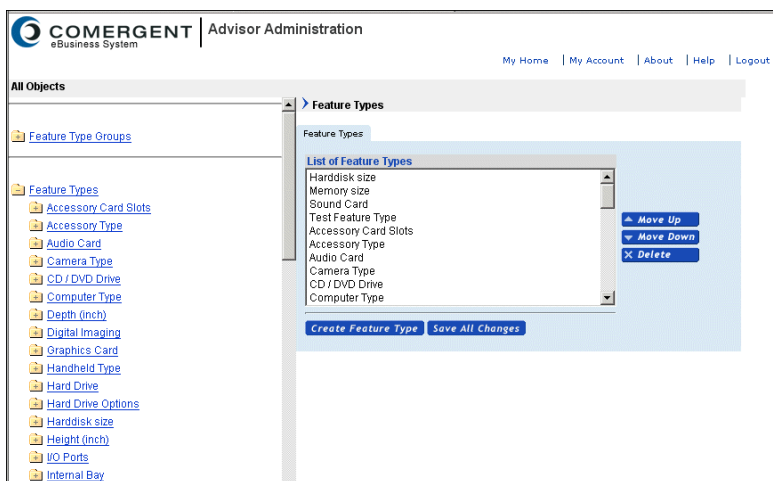 COMERGENT
eBusiness System
Advisor Administration
My Home | My Account | About | Help | Logout
All Objects
Feature Type Groups
Feature Types
Accessory Card Slots
Accessory Type
Audio Card
Camera Type
CD / DVD Drive
Computer Type
Depth (inch)
Digital Imaging
Graphics Card
Handheld Type
Hard Drive
Hard Drive Options
Harddisk size
Height (inch)
I/O Ports
Internal Bay
Feature Types
Feature Types
List of Feature Types
Harddisk size
Memory size
Sound Card
Test Feature Type
Accessory Card Slots
Accessory Type
Audio Card
Camera Type
CD / DVD Drive
Computer Type
Move Up
Move Down
X Delete
Create Feature Type
Save All Changes